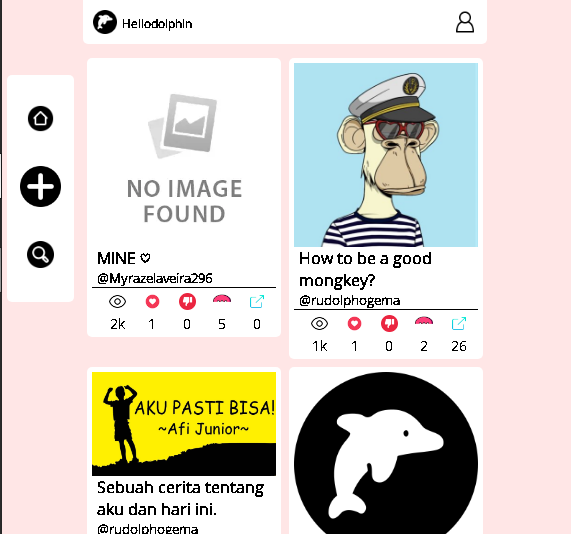 Hellodolphin
NO IMAGE
FOUND
MINE ♡
@Myrazelaveira296
2k 1 0 5 0
How to be a good
mongkey?
@rudolphogema
1k 1 0 2 26
AKU PASTI BISA!
~Afi Junior~
Sebuah cerita tentang
aku dan hari ini.
@rudolphogema